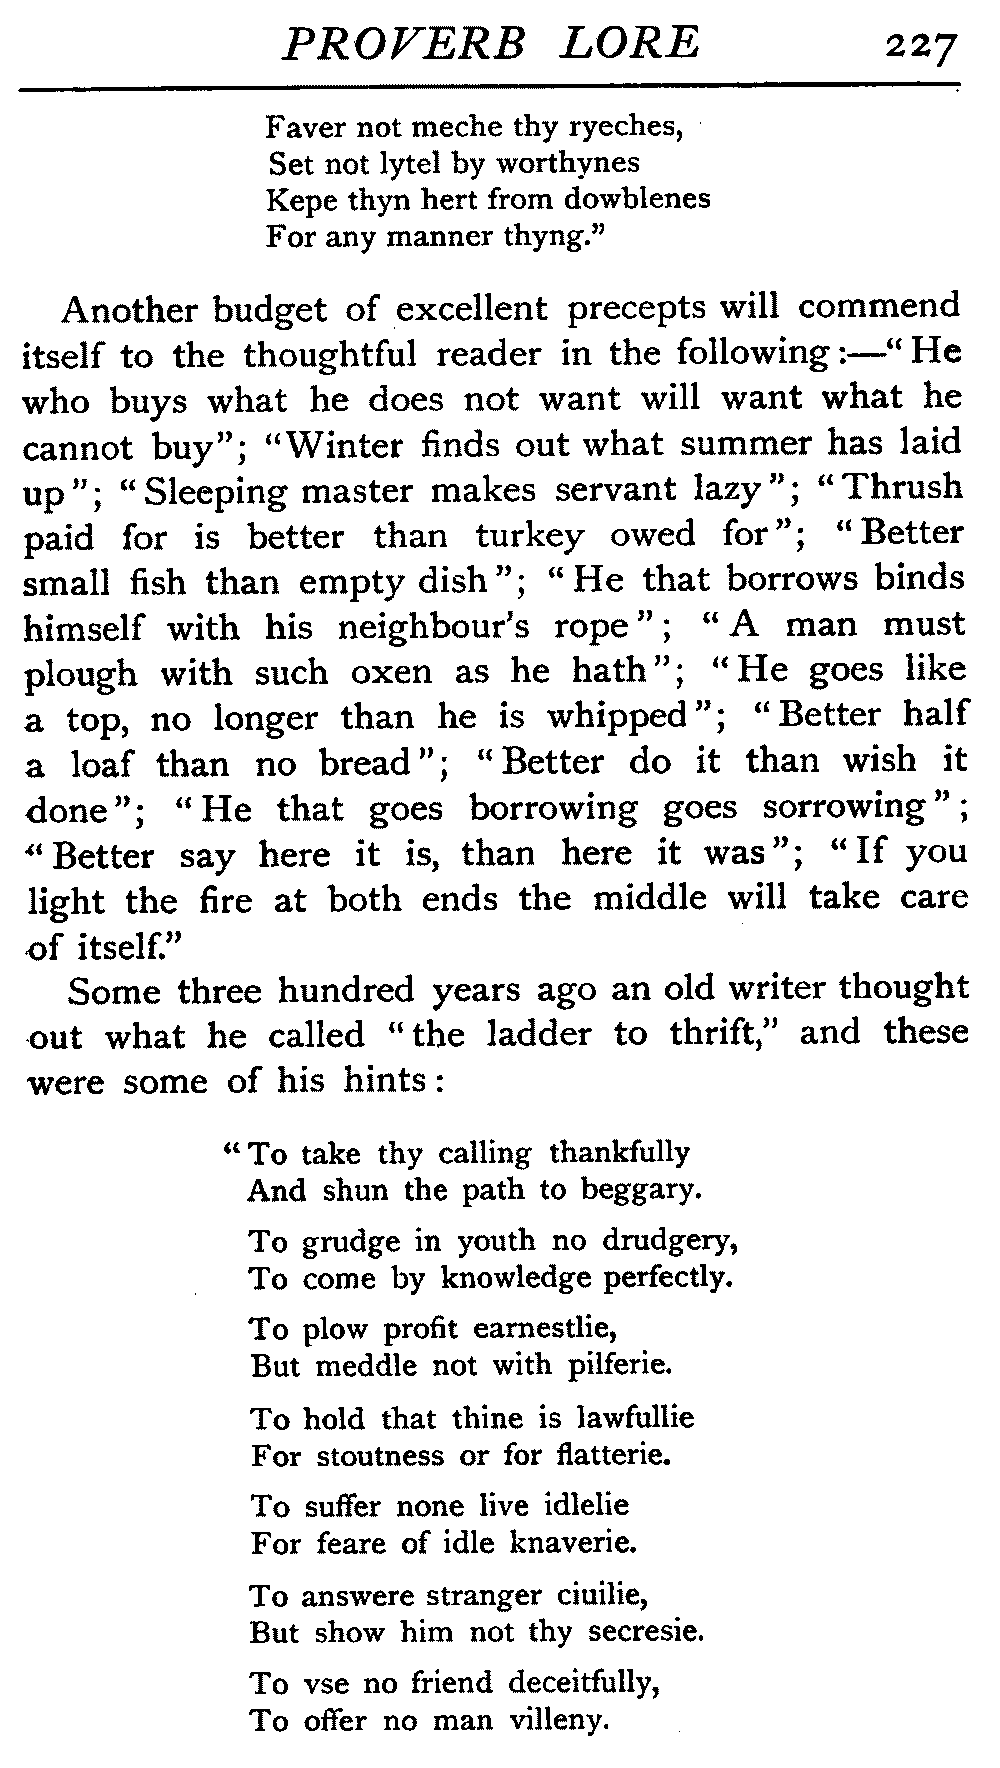 PROVERB LORE 227
Faver not meche thy ryeches,
Set not lytel by worthynes
Kepe thyn hert from dowblenes
For any manner thyng.”
Another budget of excellent precepts will commend
itself to the thoughtful reader in the following:—“He
who buys what he does not want will want what he
cannot buy”; “Winter finds out what summer has laid
up”; “Sleeping master makes servant lazy”; “Thrush
paid for is better than turkey owed for”; “Better
small fish than empty dish”; “He that borrows binds
himself with his neighbour's rope”; “A man must
plough with such oxen as he hath”; “He goes like
a top, no longer than he is whipped”; “Better half
a loaf than no bread”; “Better do it than wish it
done”; “He that goes borrowing goes sorrowing”;
“Better say here it is, than here it was”; “If you
light the fire at both ends the middle will take care
of itself.”
Some three hundred years ago an old writer thought
out what he called “the ladder to thrift,” and these
were some of his hints:
“To take thy calling thankfully
And shun the path to beggary.
To grudge in youth no drudgery,
To come by knowledge perfectly.
To plow profit earnestlie,
But meddle not with pilferie.
To hold that thine is lawfullie
For stoutness or for flatterie.
To suffer none live idlelie
For feare of idle knaverie.
To answere stranger ciuilie,
But show him not thy secresie.
To vse no friend deceitfully,
To offer no man villeny.